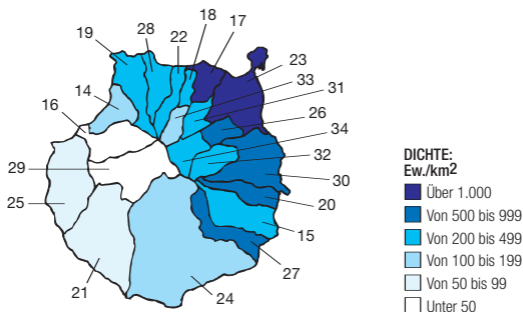 18
17
28
22
19
23
33
14
31
16
26
34
29
32
30
25
20
15
27
21
24
DICHTE:
Ew./km2
Über 1.000
Von 500 bis 999
Von 200 bis 499
Von 100 bis 199
Von 50 bis 99
Unter 50